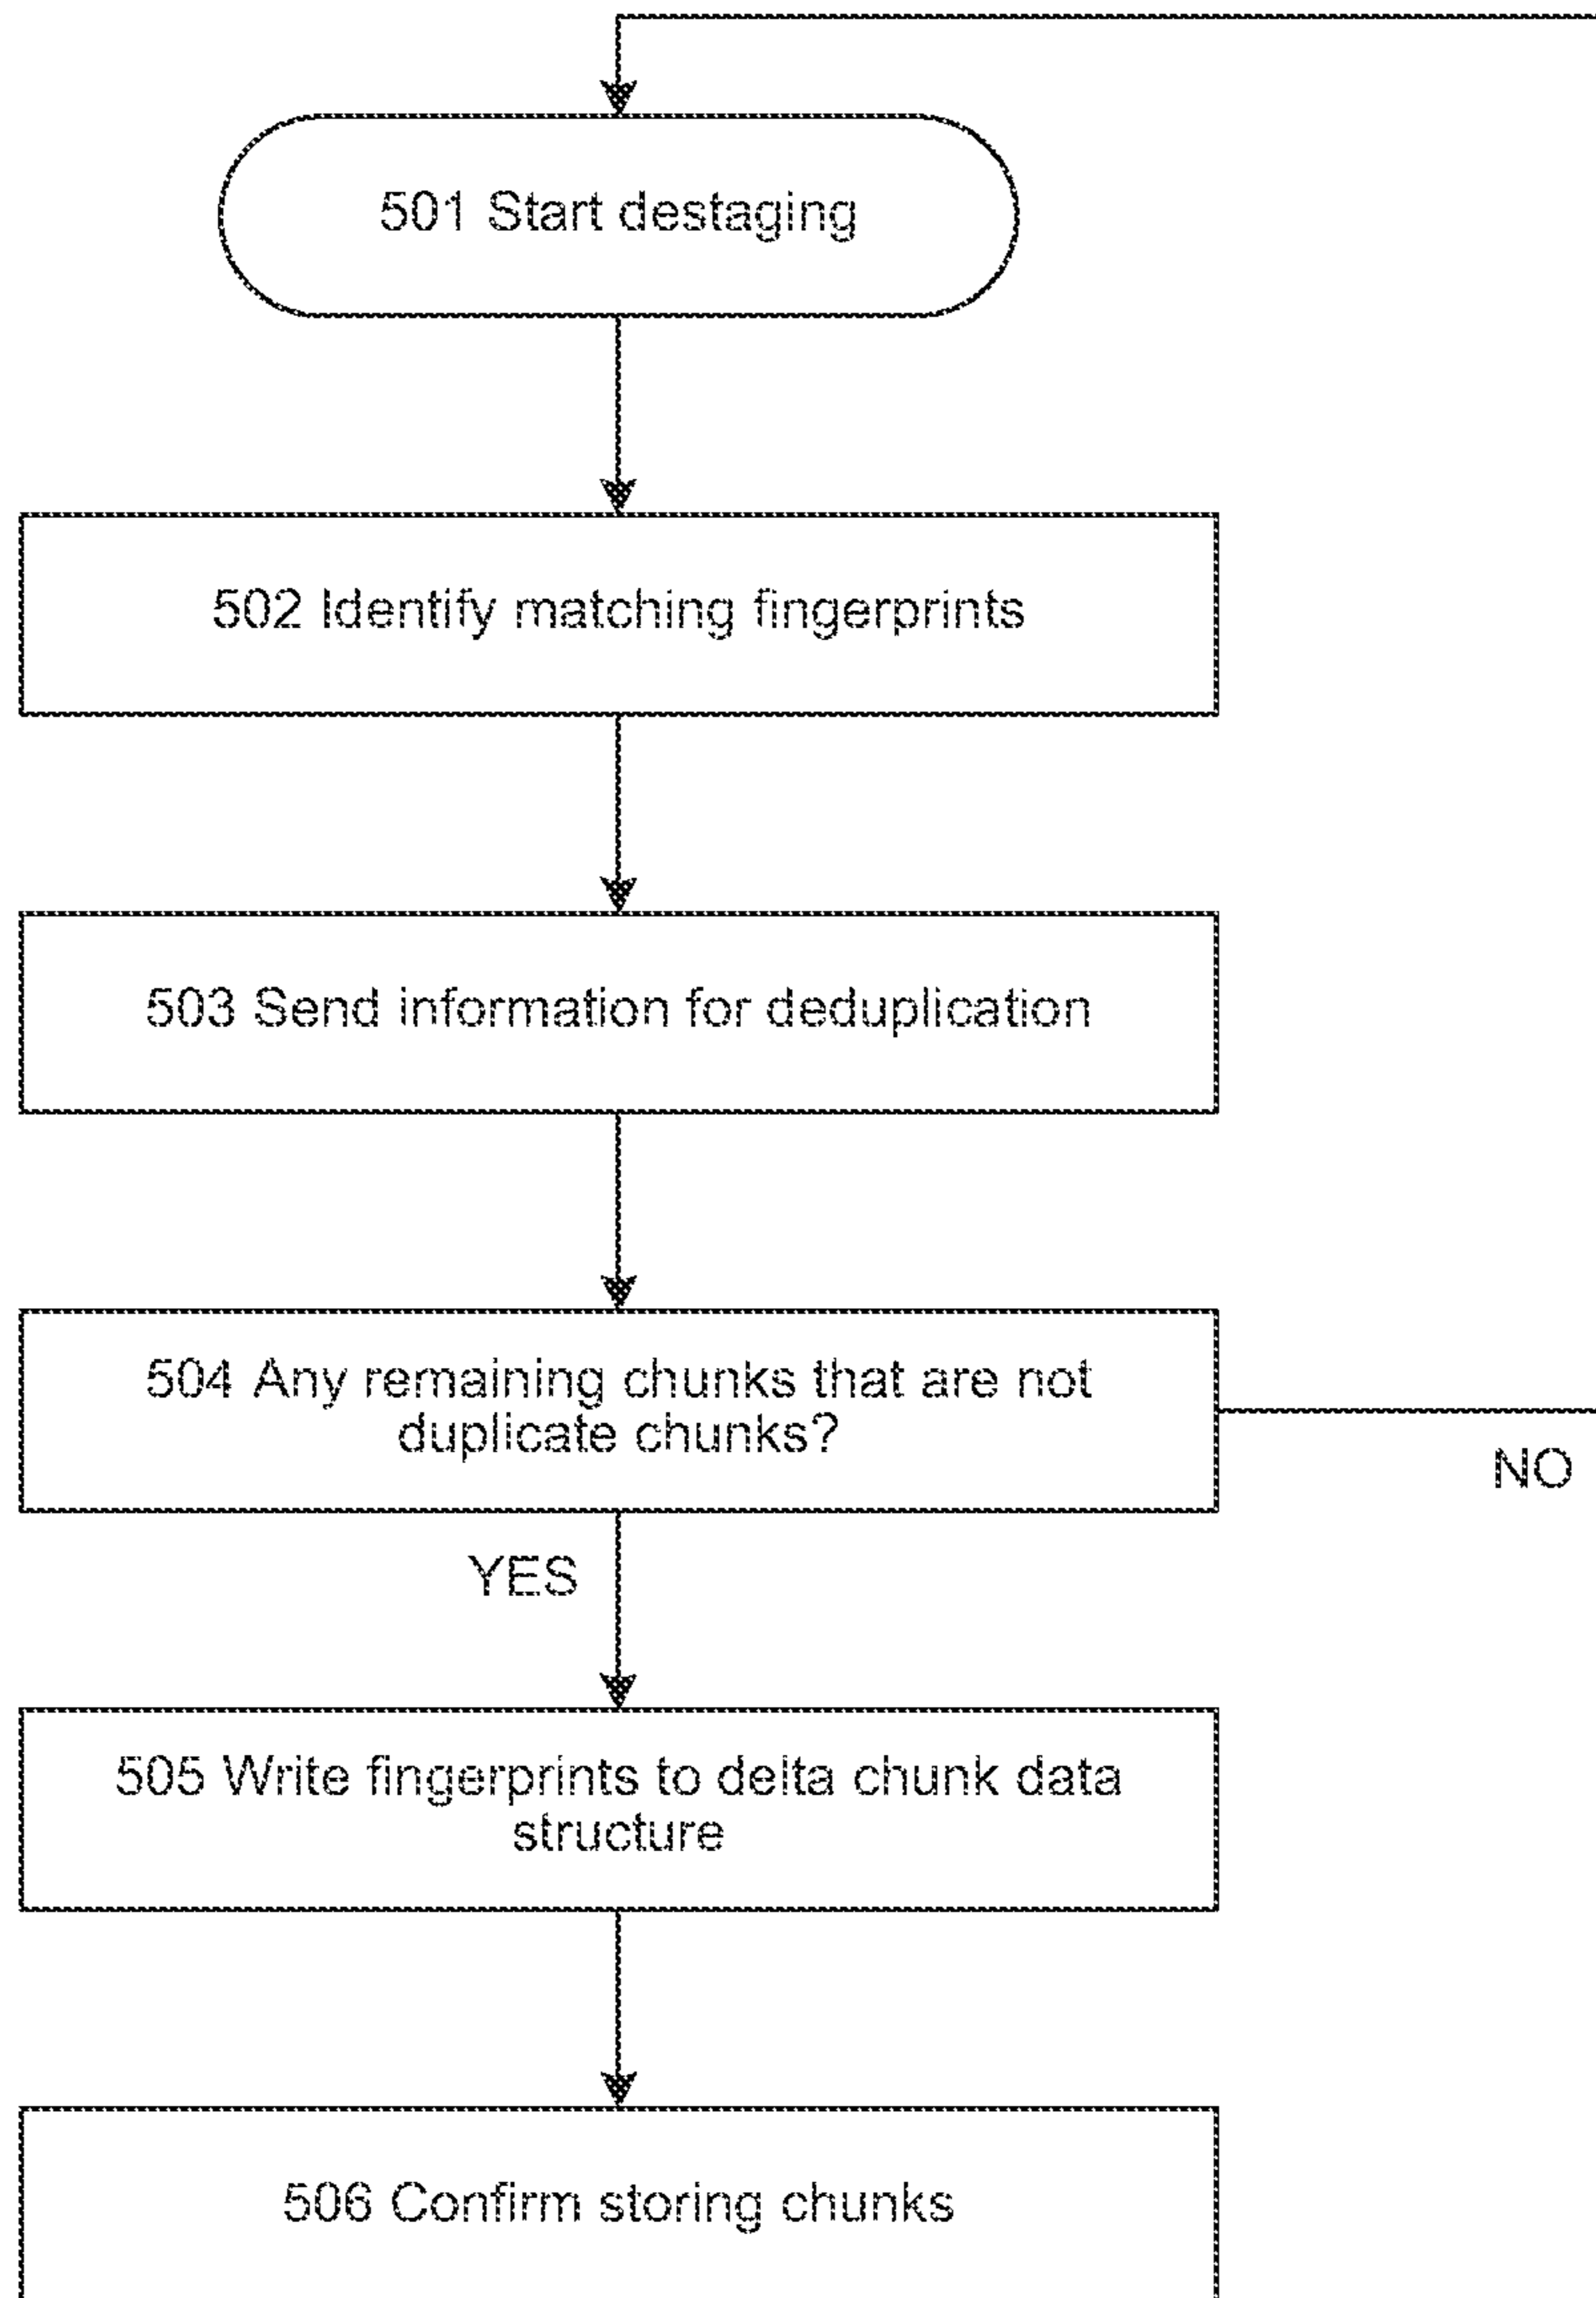 501 Start destaging
502 Identify matching fingerprints
503 Send information for deduplication
504 Any remaining chunks that are not
duplicate chunks?
NO
YES
505 Write fingerprints to delta chunk data
structure
506 Confirm storing chunks